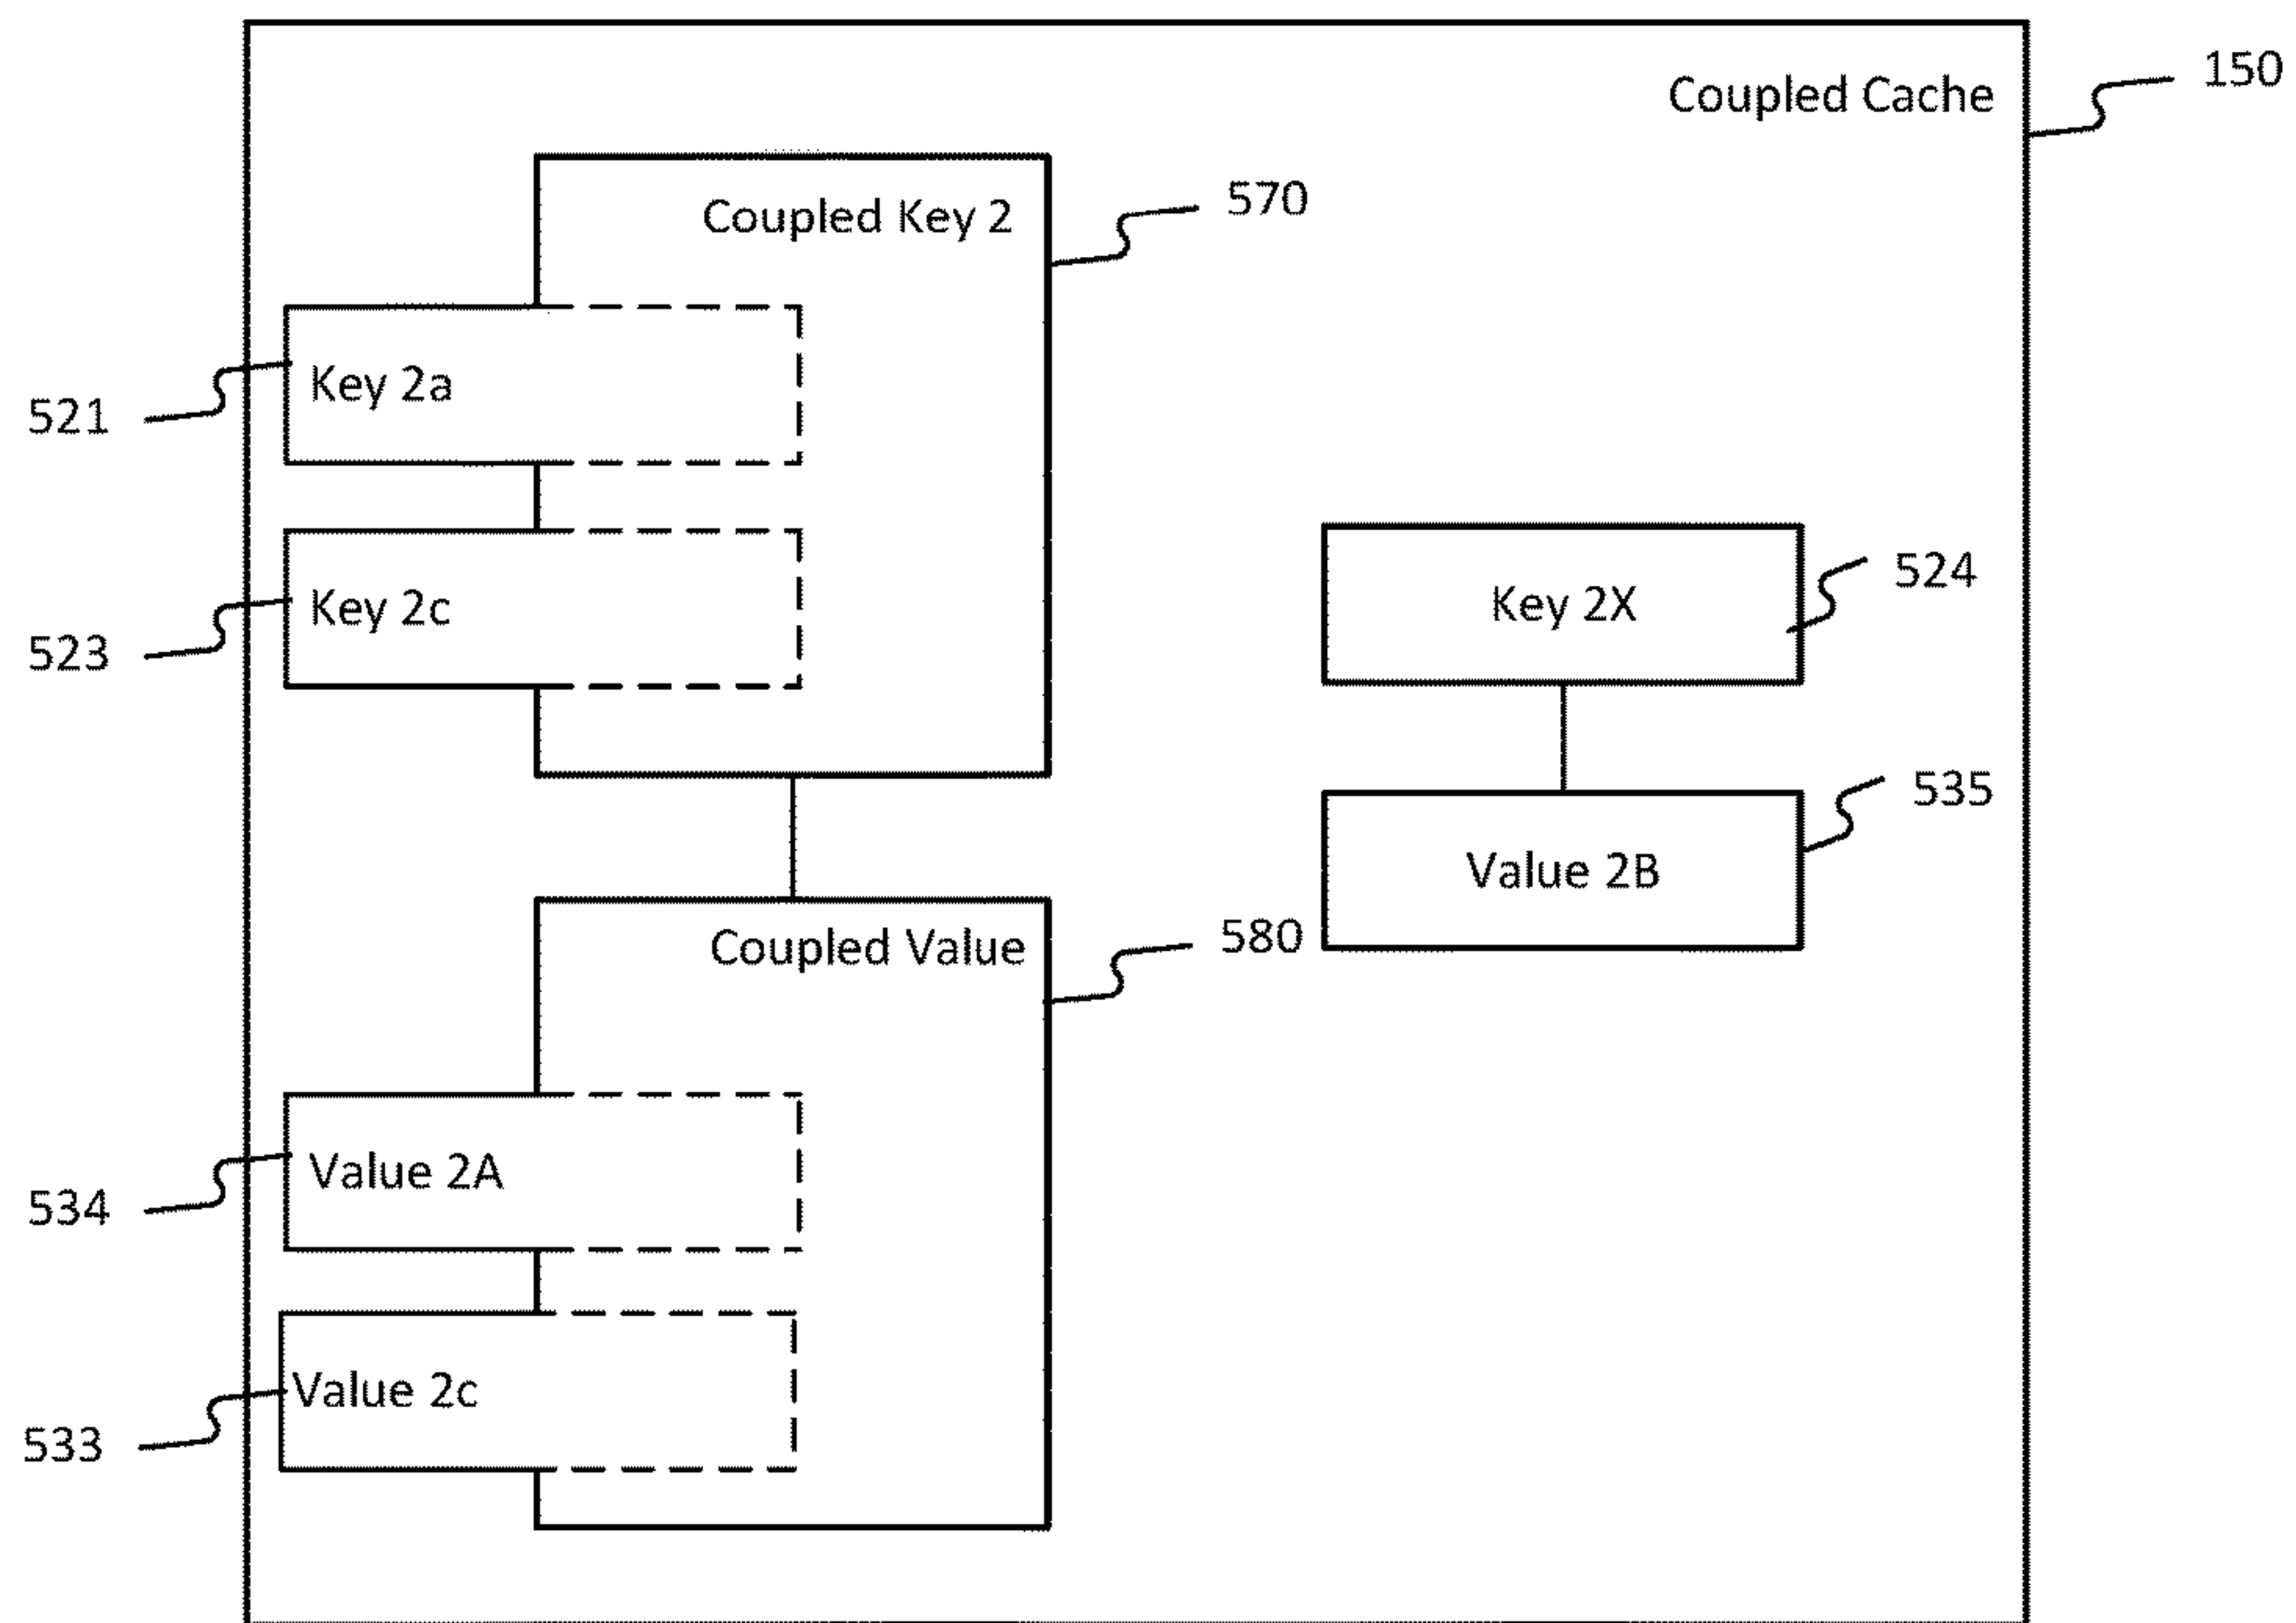 150
Coupled Cache
570
Coupled Key 2
Key 2a
521
Key 2c
523
Key 2X
524
535
Value 2B
580
Coupled Value
Value 2A
534
Value 2c
533